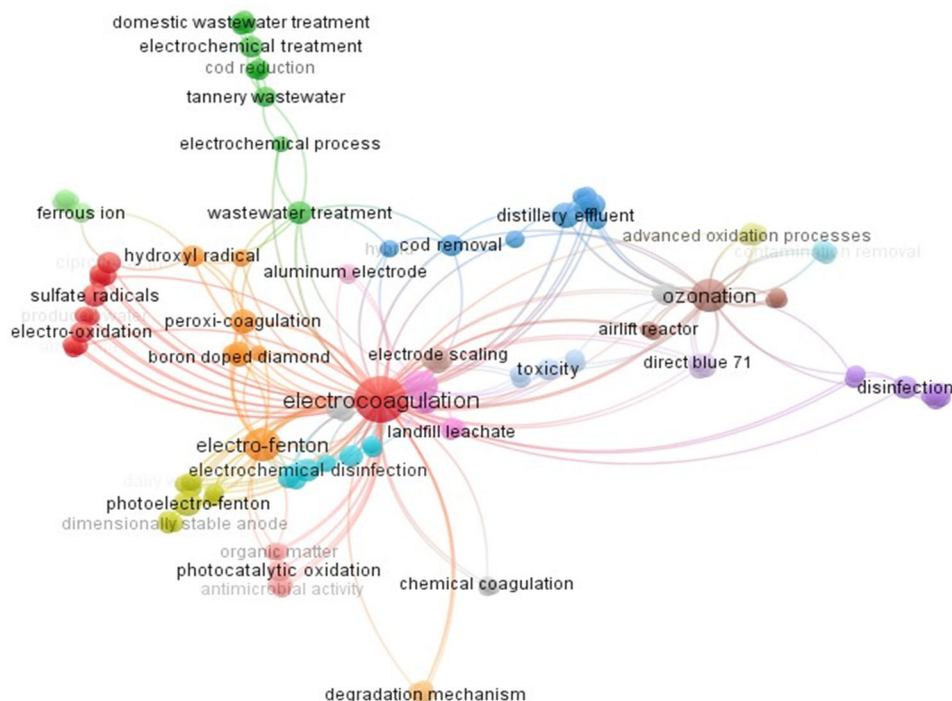 domestic wastewater treatment
electrochemical treatment
cod reduction
tannery wastewater
electrochemical process
ferrous ion
wastewater treatment
distillery effluent
advanced oxidation processes
cod removal
contamination removal
hydroxyl radical
aluminum electrode
sulfate radicals
ozonation
electro-oxidation
peroxi-coagulation
airlift reactor
boron doped diamond
electrode scaling
toxicity
direct blue 71
disinfection
electrocoagulation
landfill leachate
electro-fenton
electrochemical disinfection
photoelectro-fenton
dimensionally stable anode
organic matter
photocatalytic oxidation
antimicrobial activity
chemical coagulation
degradation mechanism